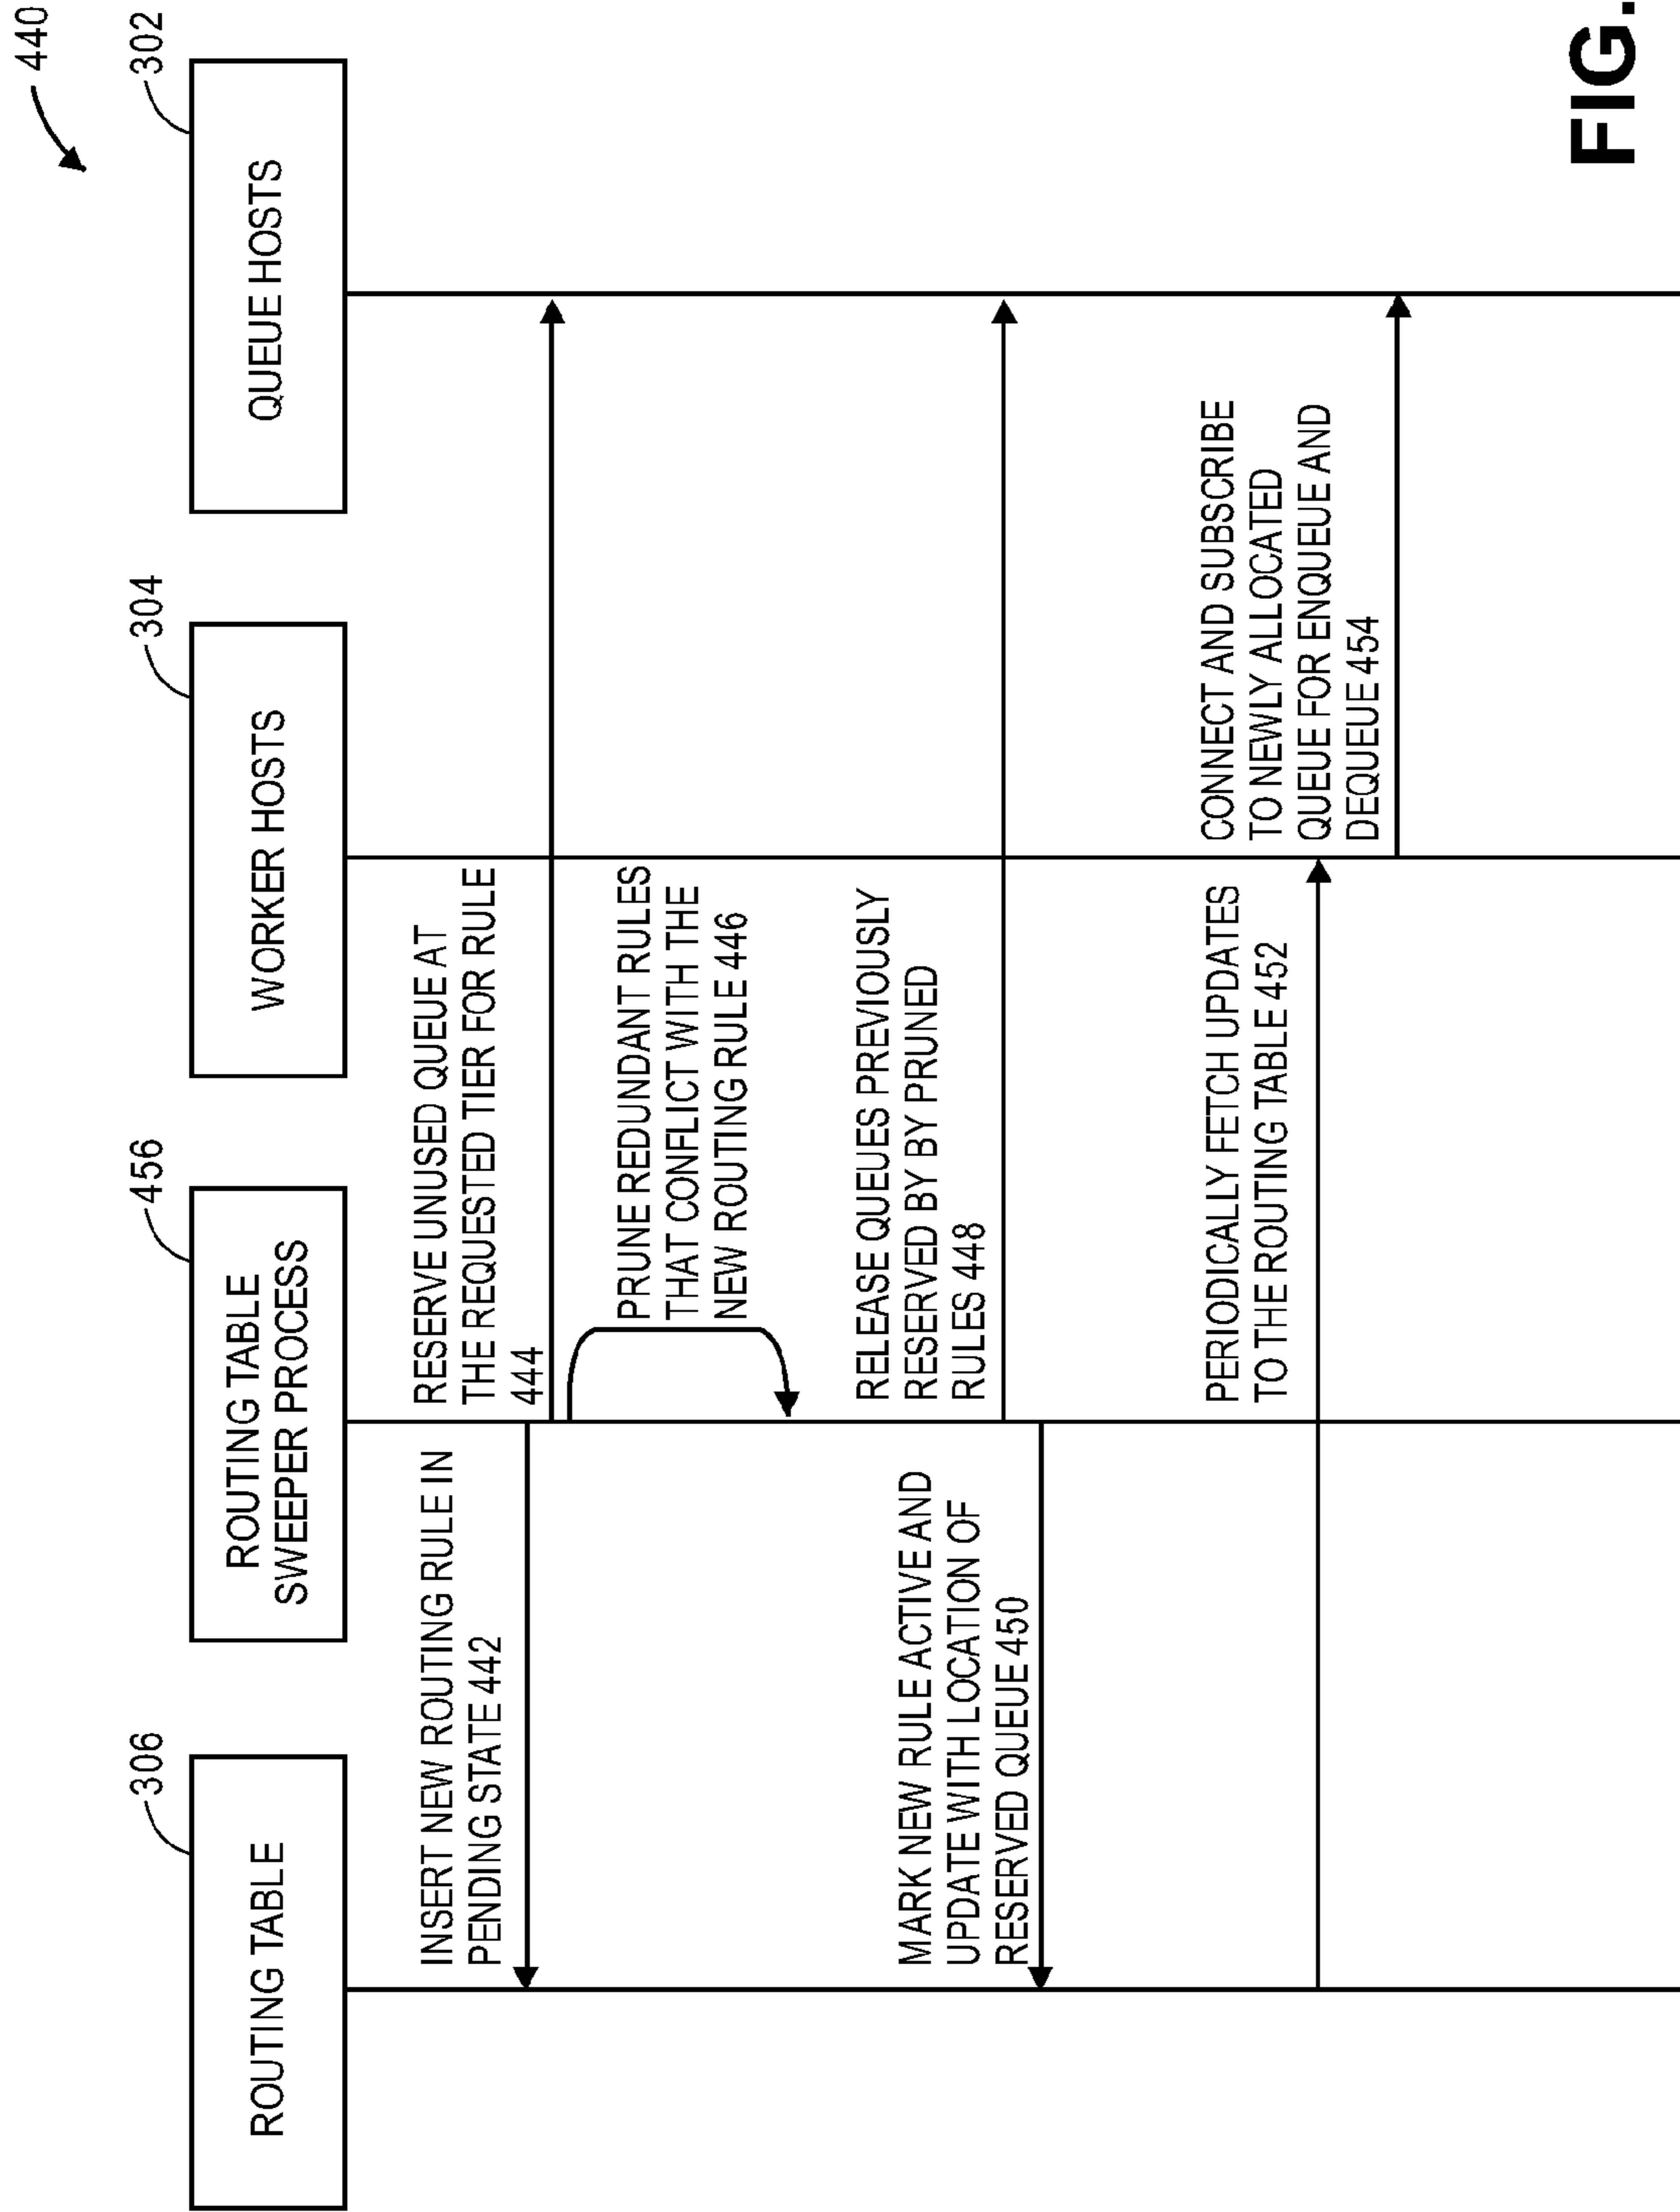 440
306
456
304
302
ROUTING TABLE
ROUTING TABLE
SWEEPER PROCESS
WORKER HOSTS
QUEUE HOSTS
INSERT NEW ROUTING RULE IN
PENDING STATE 442
RESERVE UNUSED QUEUE AT
THE REQUESTED TIER FOR RULE
444
PRUNE REDUNDANT RULES
THAT CONFLICT WITH THE
NEW ROUTING RULE 446
RELEASE QUEUES PREVIOUSLY
RESERVED BY BY PRUNED
RULES 448
MARK NEW RULE ACTIVE AND
UPDATE WITH LOCATION OF
RESERVED QUEUE 450
PERIODICALLY FETCH UPDATES
TO THE ROUTING TABLE 452
CONNECT AND SUBSCRIBE
TO NEWLY ALLOCATED
QUEUE FOR ENQUEUE AND
DEQUEUE 454
FIG.